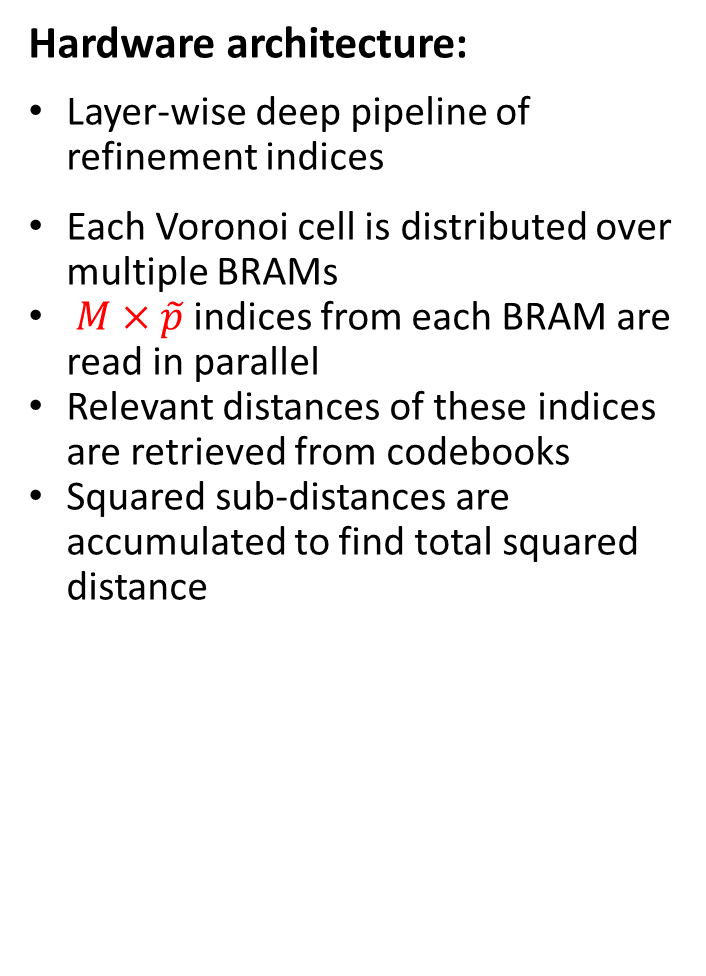 Hardware architecture:
• Layer-wise deep pipeline of
refinement indices
• Each Voronoi cell is distributed over
multiple BRAMs
• 𝑀 × 𝑝̃ indices from each BRAM are
read in parallel
• Relevant distances of these indices
are retrieved from codebooks
• Squared sub-distances are
accumulated to find total squared
distance